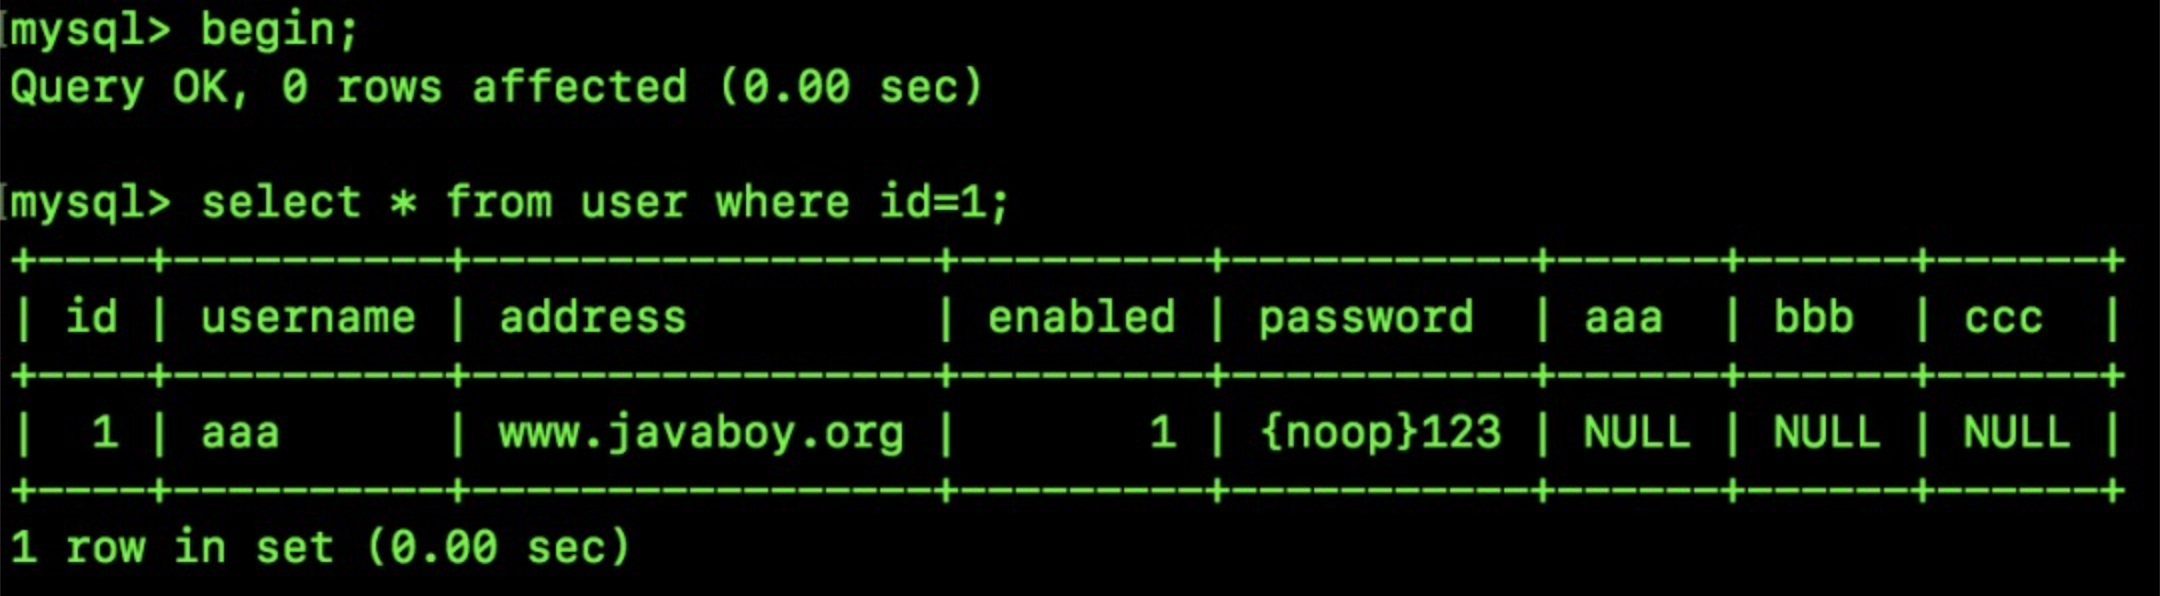 mysql> begin;
Query OK, 0 rows affected (0.00 sec)
mysql> select * from user where id=1;
+----+----------+-----------------+---------+-----------+------+------+------+
| id | username | address         | enabled | password  | aaa  | bbb  | ccc  |
+----+----------+-----------------+---------+-----------+------+------+------+
|  1 | aaa      | www.javaboy.org |       1 | {noop}123 | NULL | NULL | NULL |
+----+----------+-----------------+---------+-----------+------+------+------+
1 row in set (0.00 sec)